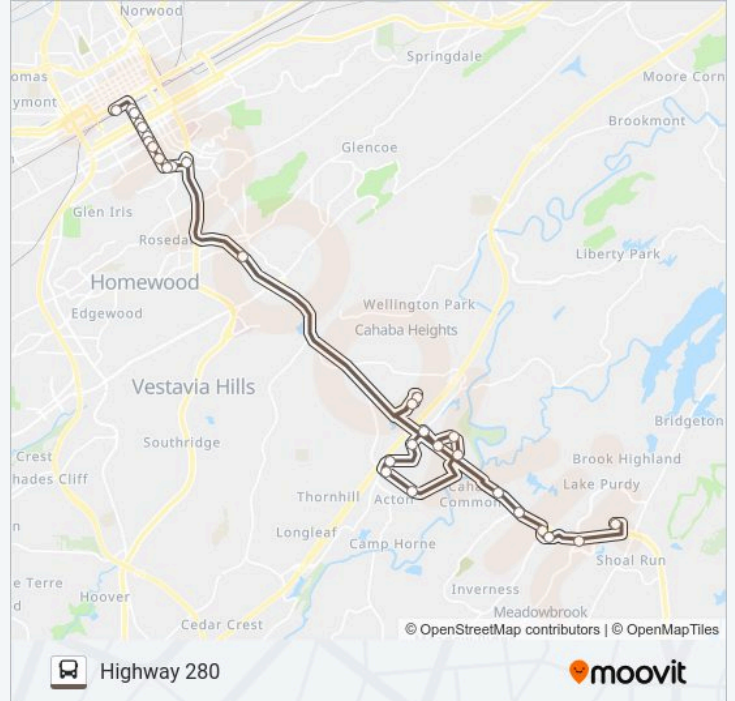 Norwood
Springdale
omas
Moore Corn
ymont
Brookmont
Glencoe
Glen Iris
Roseda
Liberty Park
Homewood
Edgewood
Wellington Park
Cahaba Heights
Vestavia Hills
Bridgeton
Southridge
Crest
Brook Highland
hades Cliff
Lake Purdy
Thornhill
Acton
Caha
Common
n
Longleaf
Camp Horne
Shoal Run
e Terre
d
Hoover
Inverness
Meadowbrook
Cedar Crest
© OpenStreetMap contributors | © OpenMapTiles
Highway 280
moovit